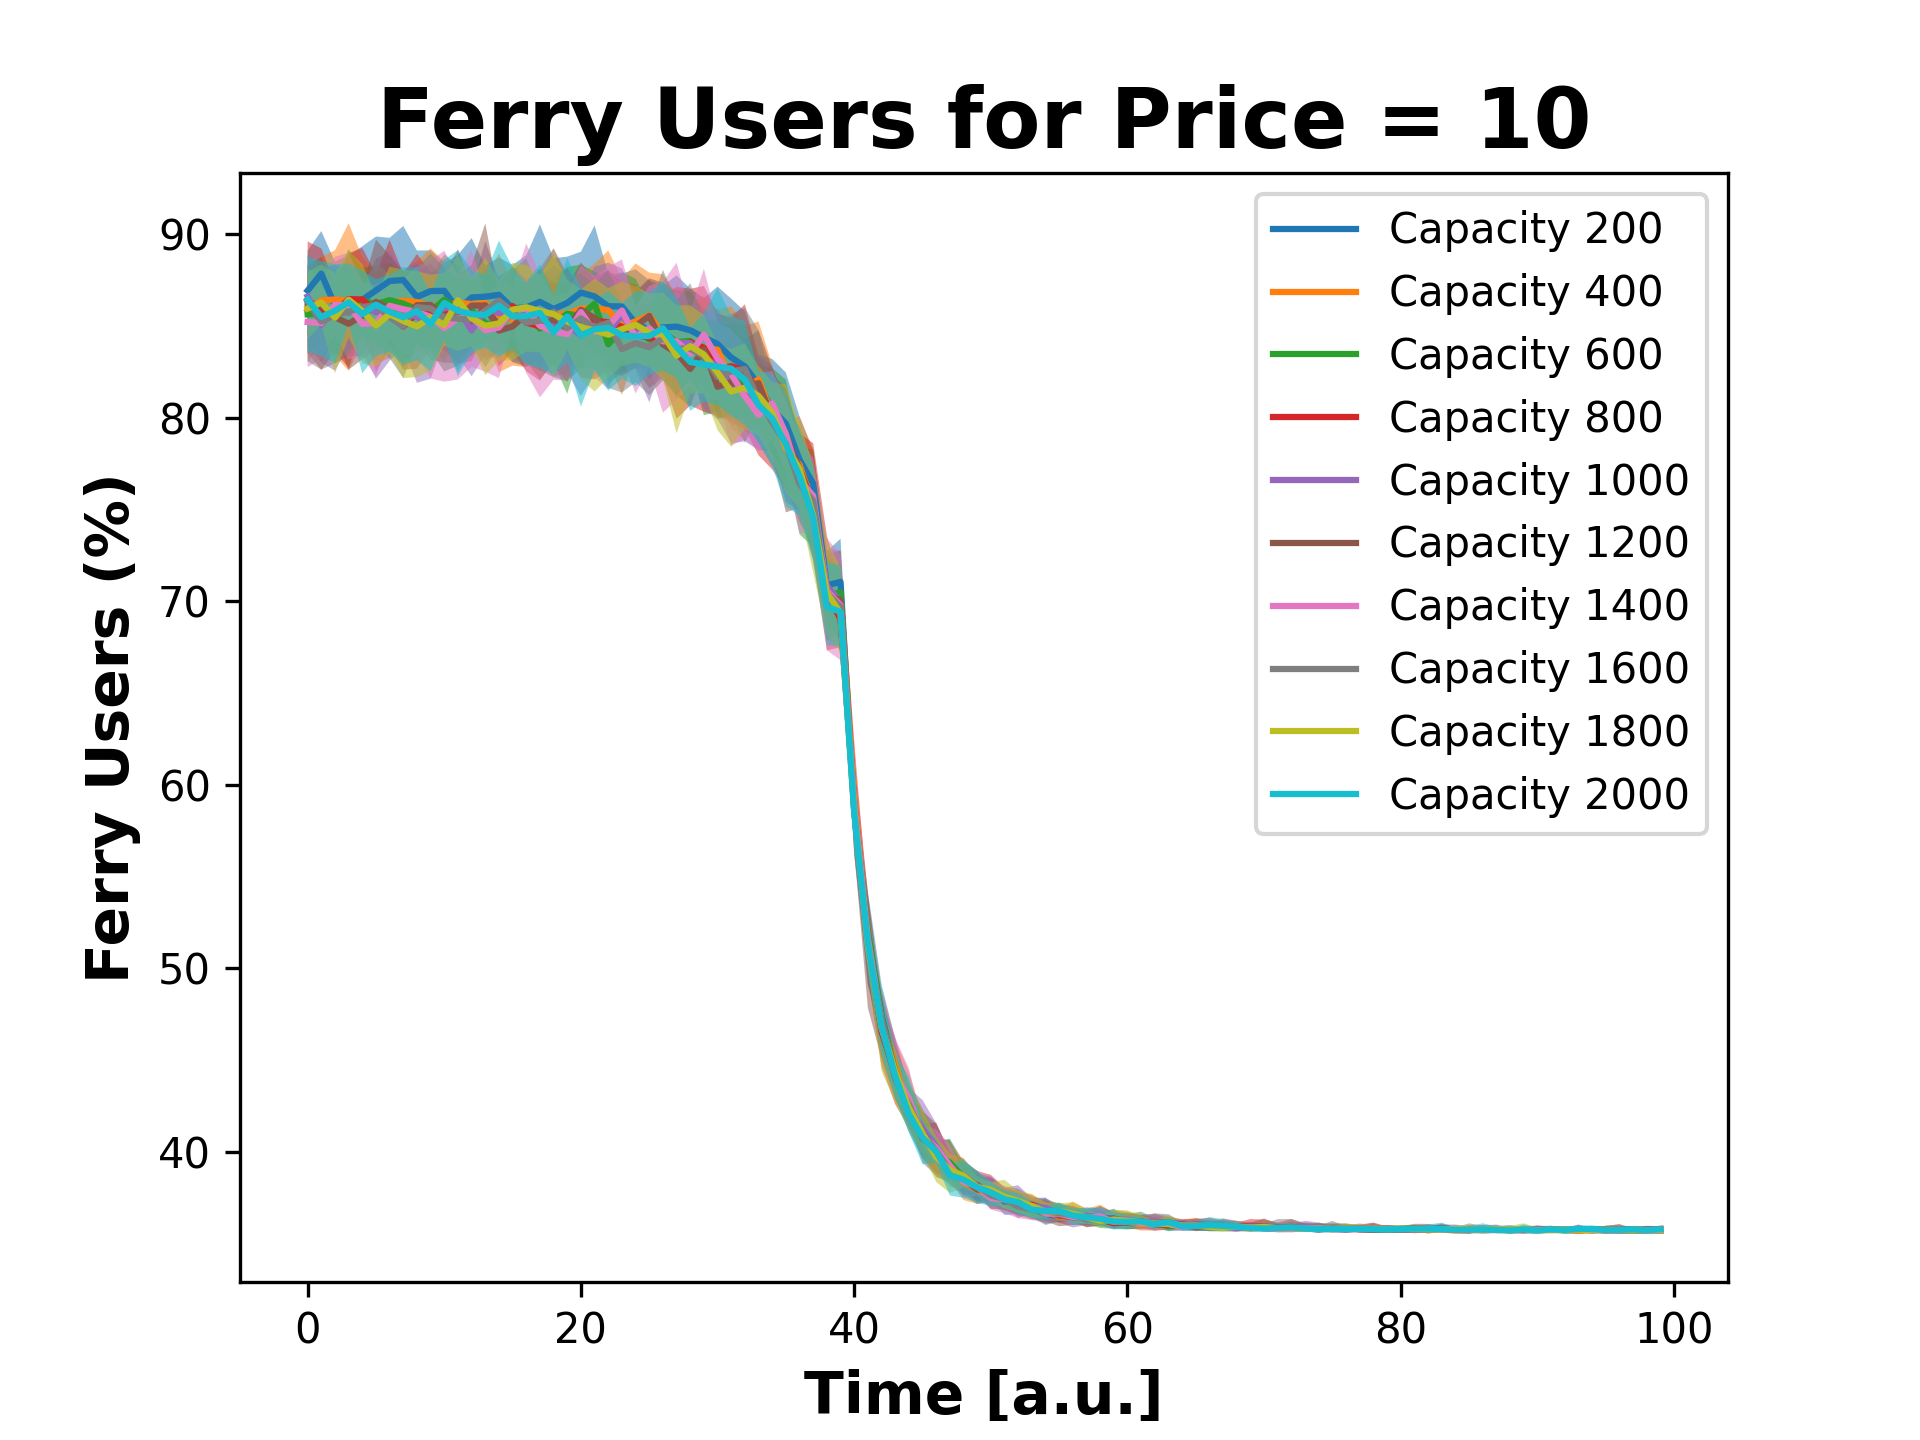 Ferry Users for Price = 10
Ferry Users (%)
90
80
70
60
50
40
0
20
40
60
80
100
Time [a.u.]
Capacity 200
Capacity 400
Capacity 600
Capacity 800
Capacity 1000
Capacity 1200
Capacity 1400
Capacity 1600
Capacity 1800
Capacity 2000